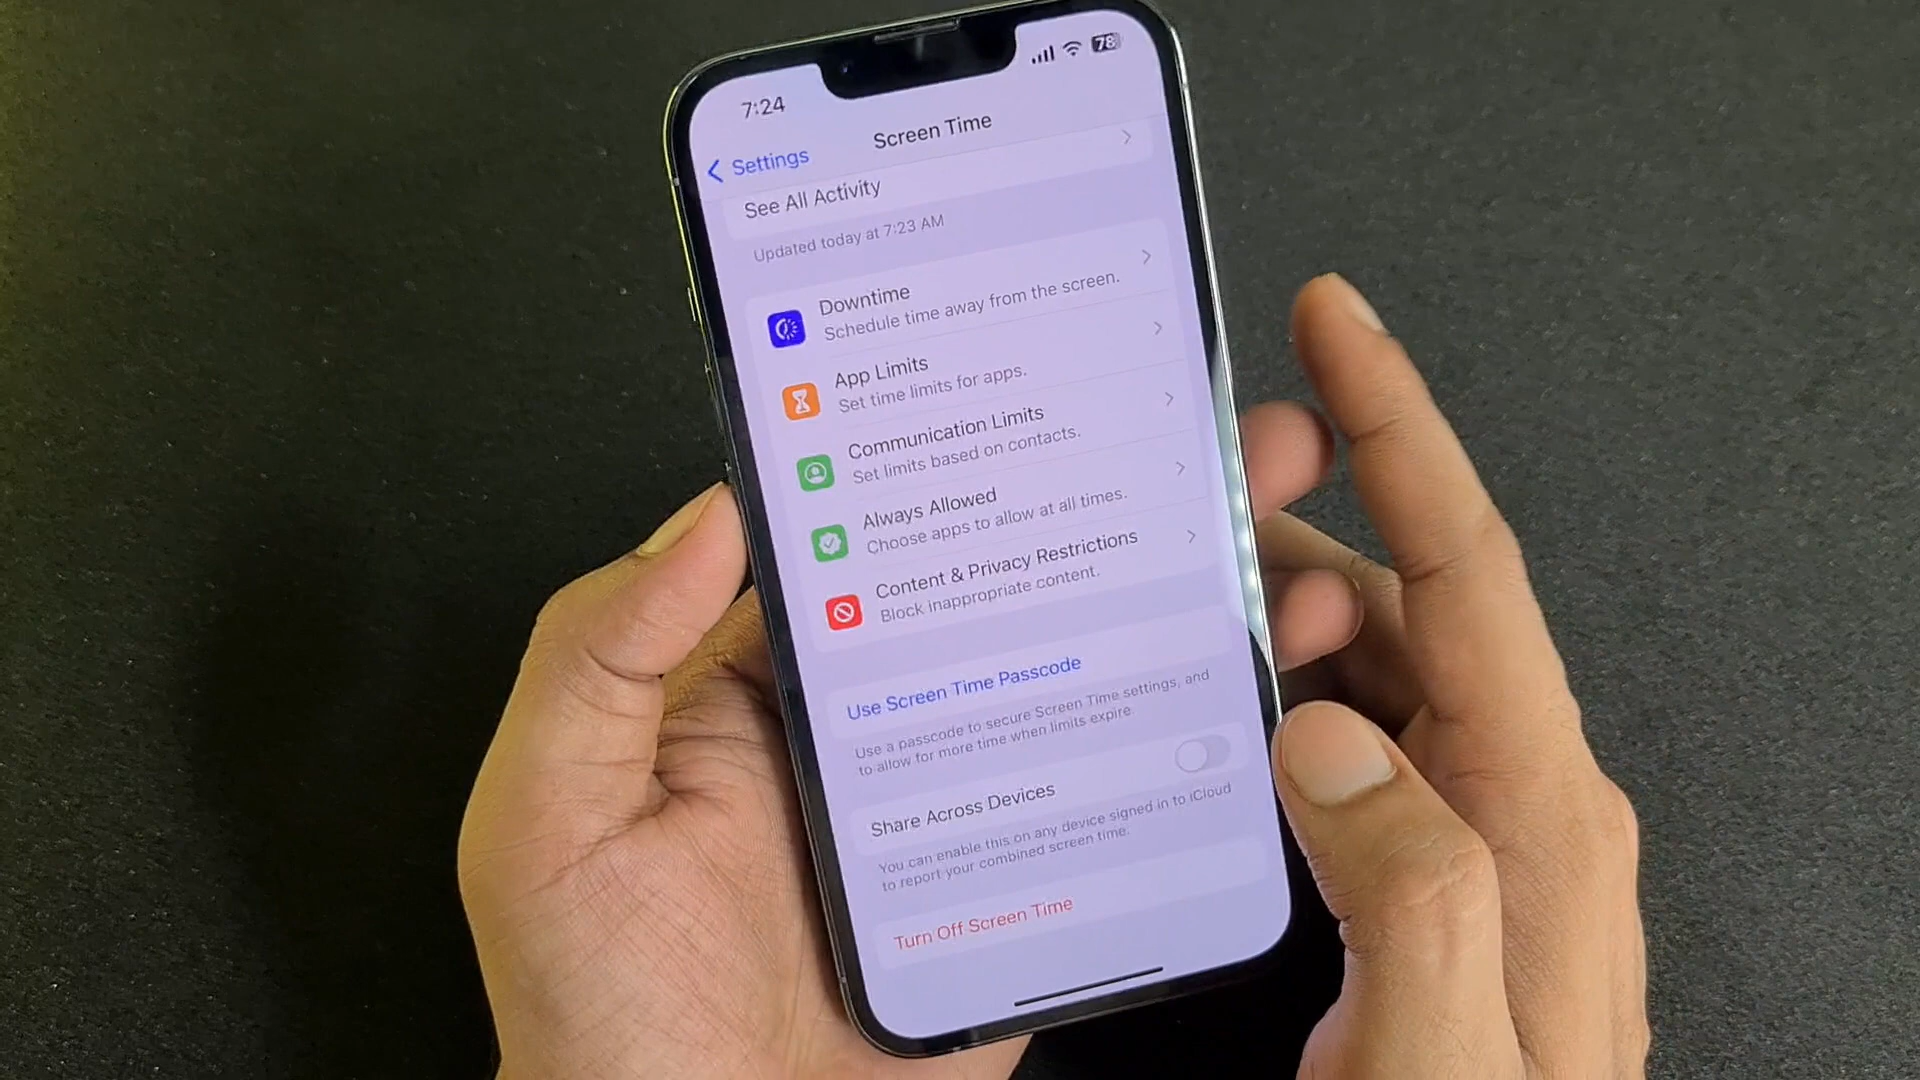 7:24
78
Settings
Screen Time
See All Activity
Updated today at 7:23 AM
Downtime
Schedule time away from the screen.
App Limits
Set time limits for apps.
Communication Limits
Set limits based on contacts.
Always Allowed
Choose apps to allow at all times.
Content & Privacy Restrictions
Block inappropriate content.
Use Screen Time Passcode
Use a passcode to secure Screen Time settings, and
to allow for more time when limits expire
Share Across Devices
You can enable this on any device signed in to iCloud
to report your combined screen time.
Turn Off Screen Time